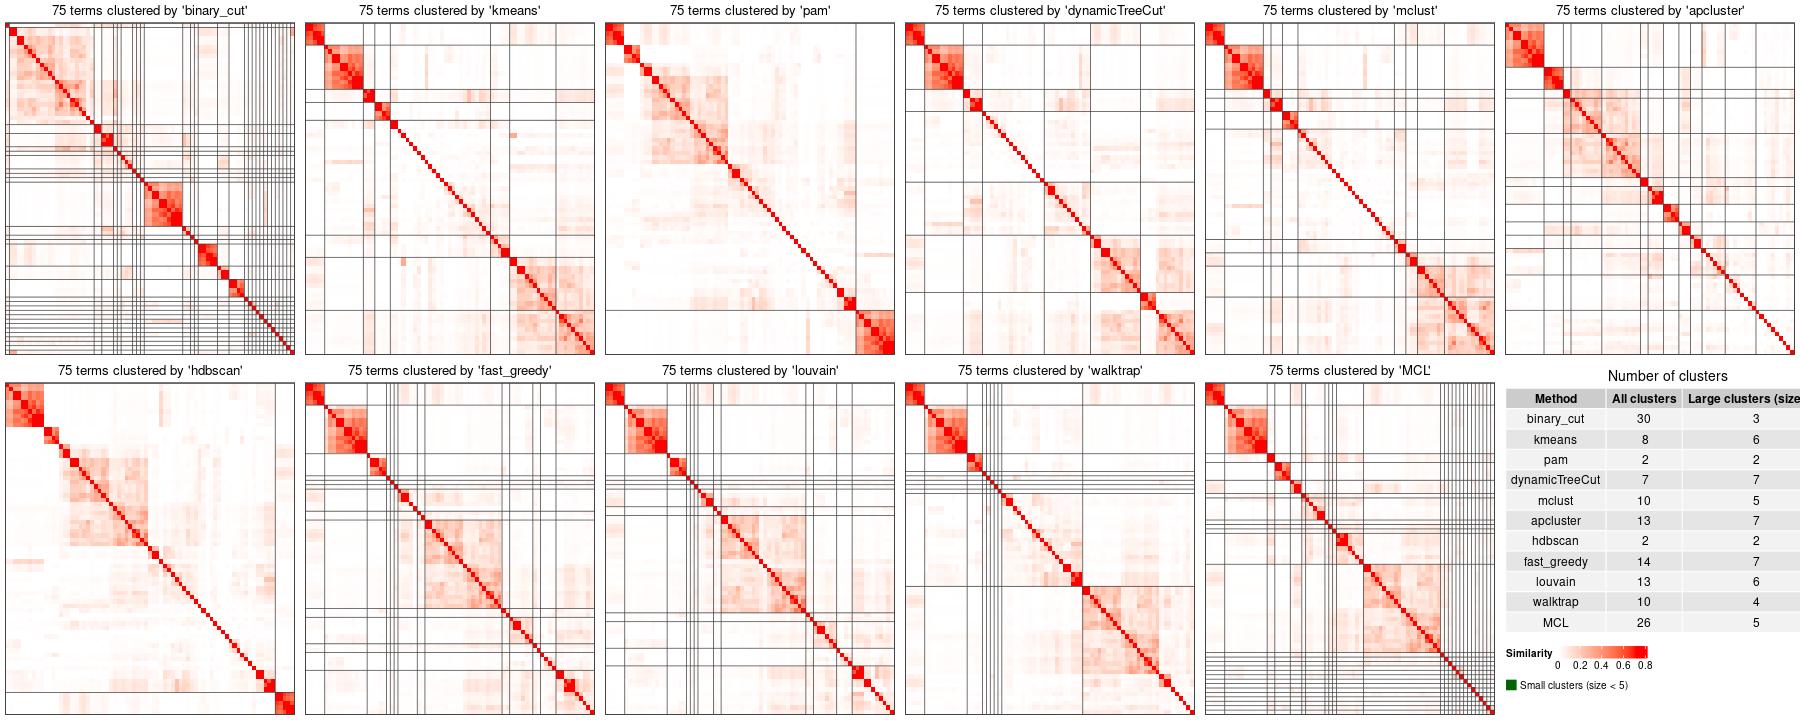 75 terms clustered by 'binary_cut'
75 terms clustered by 'kmeans'
75 terms clustered by 'pam'
75 terms clustered by 'dynamicTreeCut'
75 terms clustered by 'mclust'
75 terms clustered by 'apcluster'
75 terms clustered by 'hdbscan'
75 terms clustered by 'fast_greedy'
75 terms clustered by 'louvain'
75 terms clustered by 'walktrap'
75 terms clustered by 'MCL'
Number of clusters
Method All clusters Large clusters (size
binary_cut 30 3
kmeans 8 6
pam 2 2
dynamicTreeCut 7 7
mclust 10 5
apcluster 13 7
hdbscan 2 2
fast_greedy 14 7
louvain 13 6
walktrap 10 4
MCL 26 5
Similarity
0 0.2 0.4 0.6 0.8
Small clusters (size < 5)